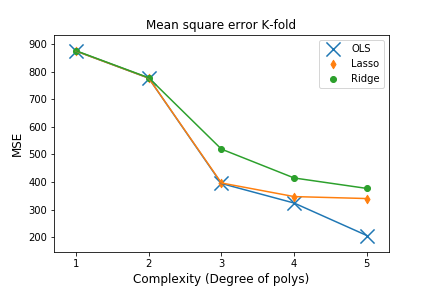 Mean square error K-fold
OLS
Lasso
Ridge
900
800
700
600
500
400
300
200
MSE
1 2 3 4 5
Complexity (Degree of polys)